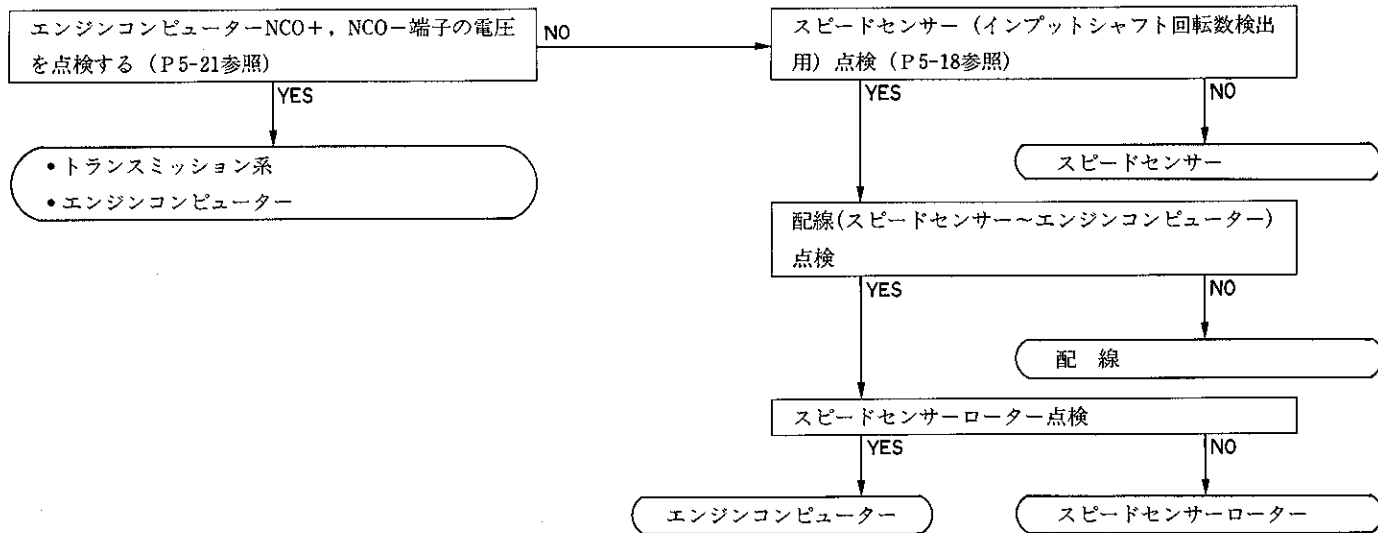 エンジンコンピューターNCO+，NCO−端子の電圧
を点検する（P5-21参照）
NO
スピードセンサー（インプットシャフト回転数検出
用）点検（P5-18参照）
YES
YES
NO
•トランスミッション系
•エンジンコンピューター
スピードセンサー
配線(スピードセンサー～エンジンコンピューター)
点検
YES
NO
配　線
スピードセンサーローター点検
YES
NO
エンジンコンピューター
スピードセンサーローター